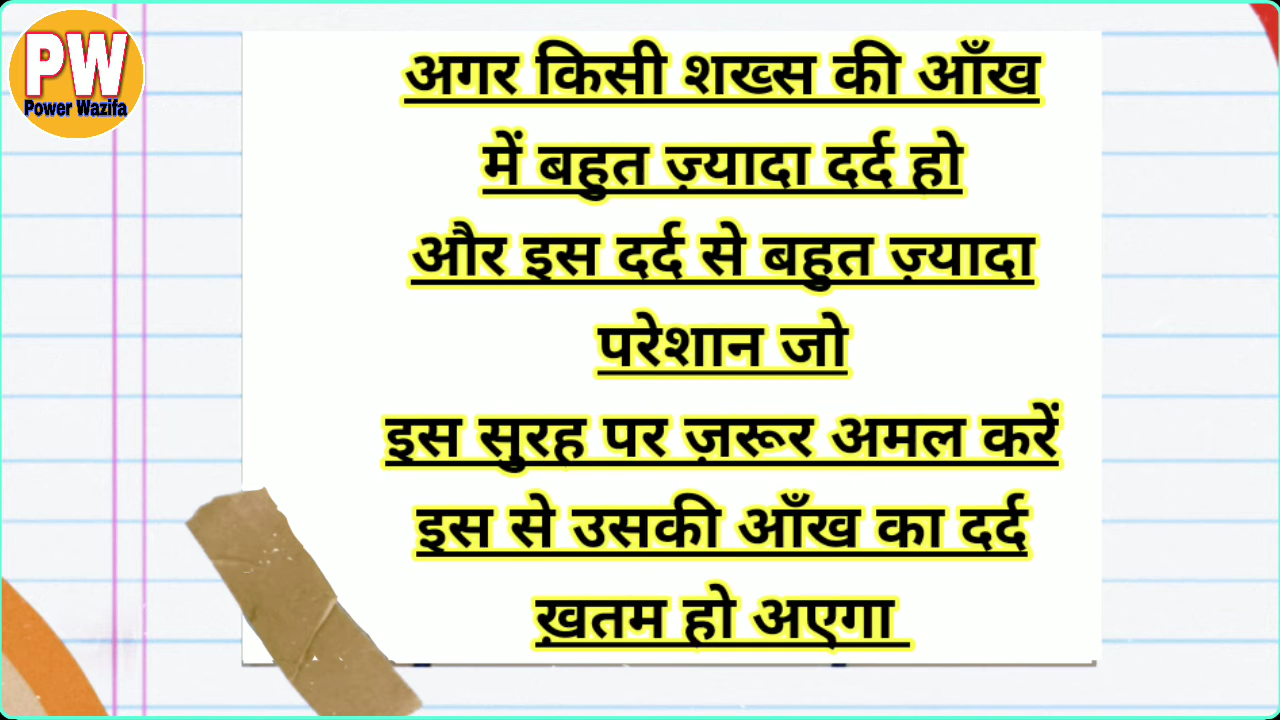 PW
Power Wazifa
अगर किसी शख्स की आँख
में बहुत ज़्यादा दर्द हो
और इस दर्द से बहुत ज़्यादा
परेशान जो
इस सुरह पर ज़रूर अमल करें
इस से उसकी आँख का दर्द
ख़तम हो अएगा